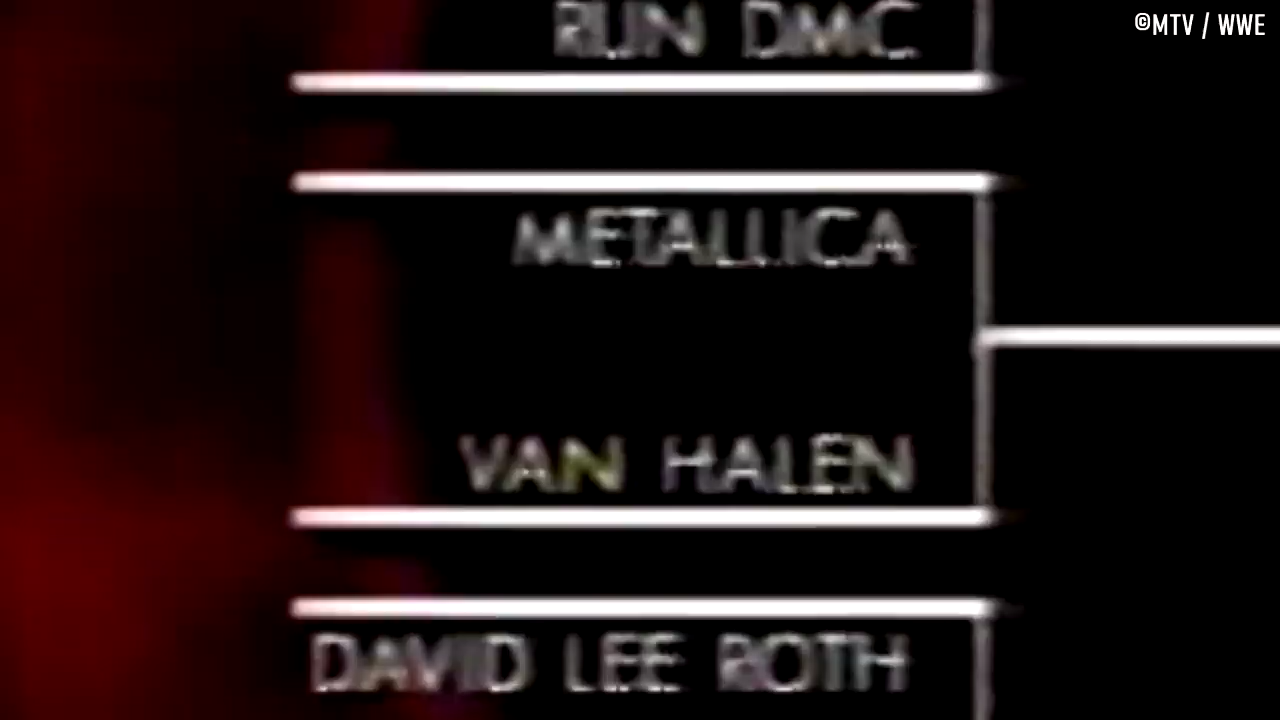 ©MTV / WWE
RUN DMC
METALLICA
VAN HALEN
DAVID LEE ROTH